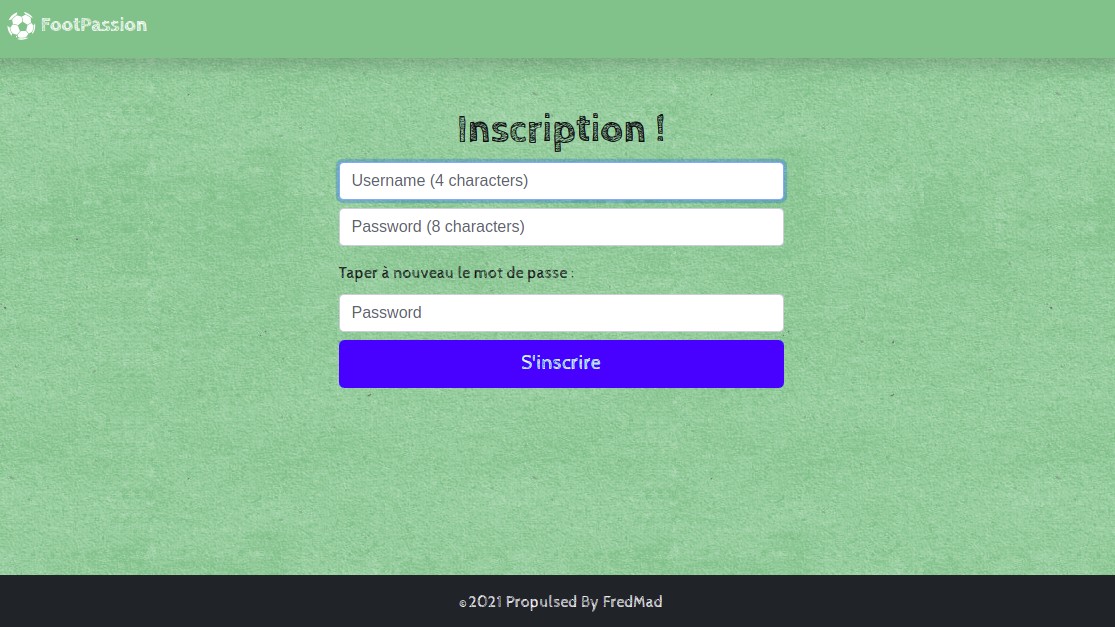 FootPassion
Inscription !
Username (4 characters)
Password (8 characters)
Taper à nouveau le mot de passe :
Password
S'inscrire
©2021 Propulsed By FredMad